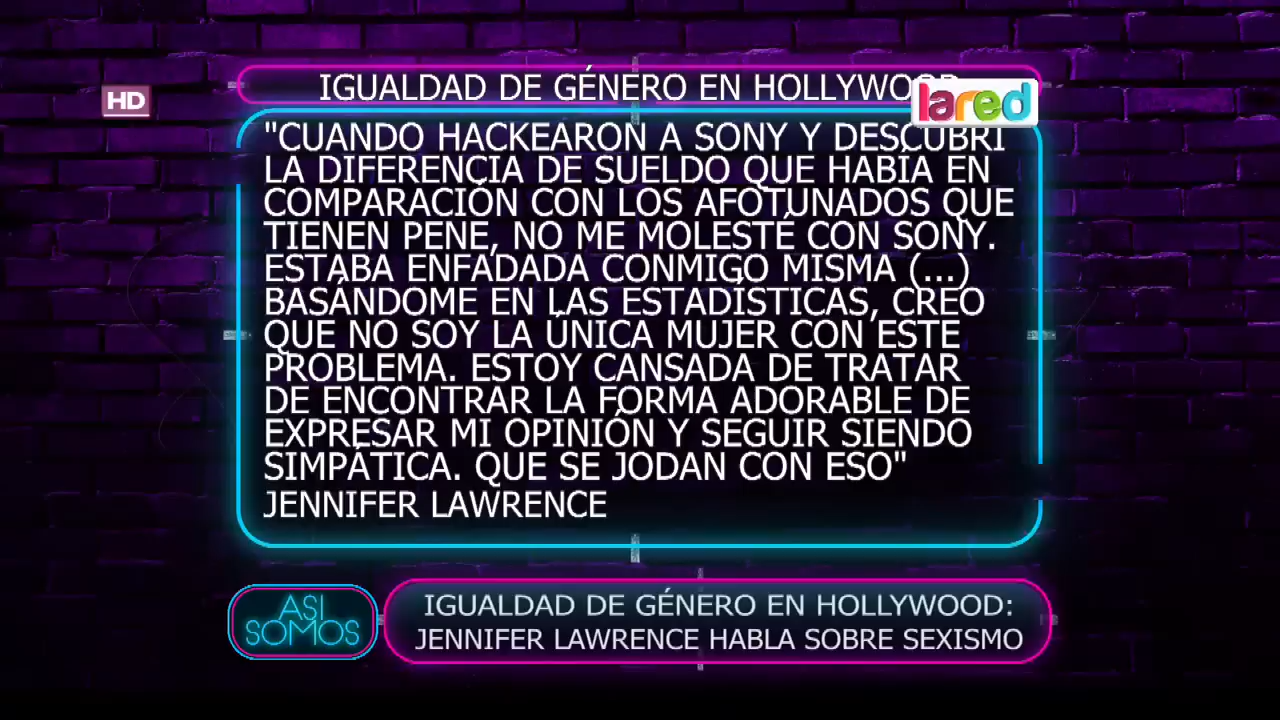 IGUALDAD DE GÉNERO EN HOLLYWOOD
HD
lared
"CUANDO HACKEARON A SONY Y DESCUBRÍ
LA DIFERENCIA DE SUELDO QUE HABÍA EN
COMPARACIÓN CON LOS AFOTUNADOS QUE
TIENEN PENE, NO ME MOLESTÉ CON SONY.
ESTABA ENFADADA CONMIGO MISMA (...)
BASÁNDOME EN LAS ESTADÍSTICAS, CREO
QUE NO SOY LA ÚNICA MUJER CON ESTE
PROBLEMA. ESTOY CANSADA DE TRATAR
DE ENCONTRAR LA FORMA ADORABLE DE
EXPRESAR MI OPINIÓN Y SEGUIR SIENDO
SIMPÁTICA. QUE SE JODAN CON ESO"
JENNIFER LAWRENCE
ASI
SOMOS
IGUALDAD DE GÉNERO EN HOLLYWOOD:
JENNIFER LAWRENCE HABLA SOBRE SEXISMO